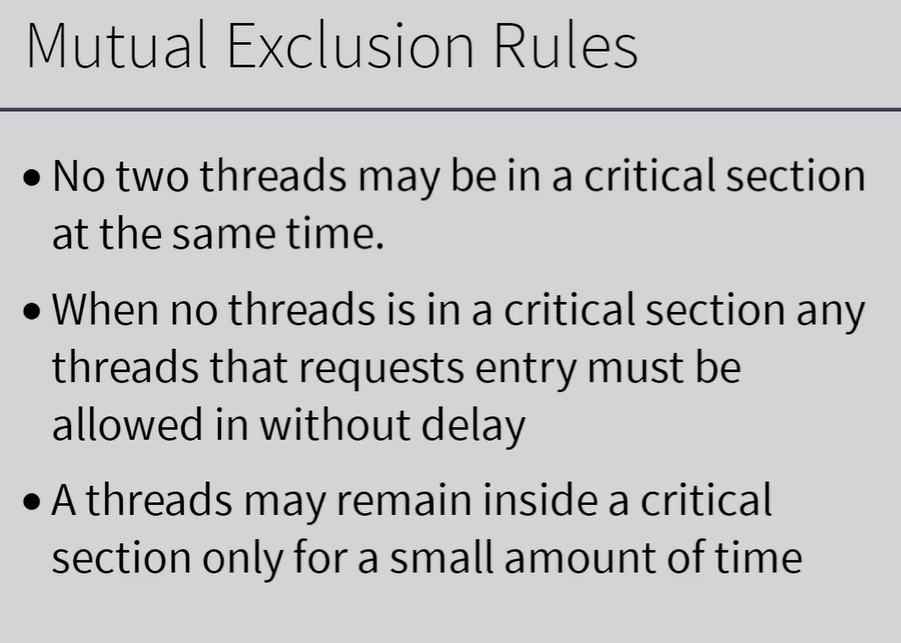 Mutual Exclusion Rules
• No two threads may be in a critical section
at the same time.
• When no threads is in a critical section any
threads that requests entry must be
allowed in without delay
• A threads may remain inside a critical
section only for a small amount of time